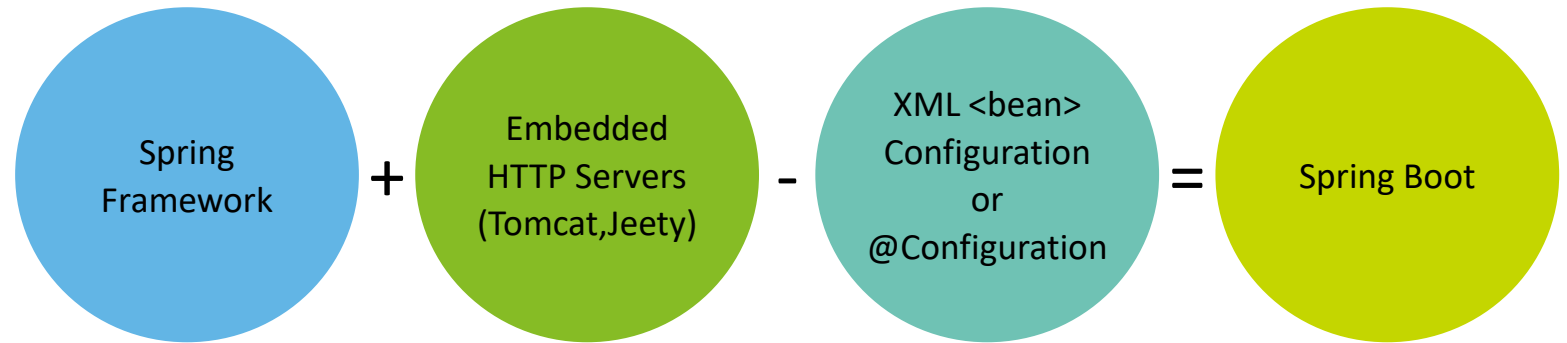 Spring
Framework
+
Embedded
HTTP Servers
(Tomcat,Jeety)
-
XML <bean>
Configuration
or
@Configuration
=
Spring Boot